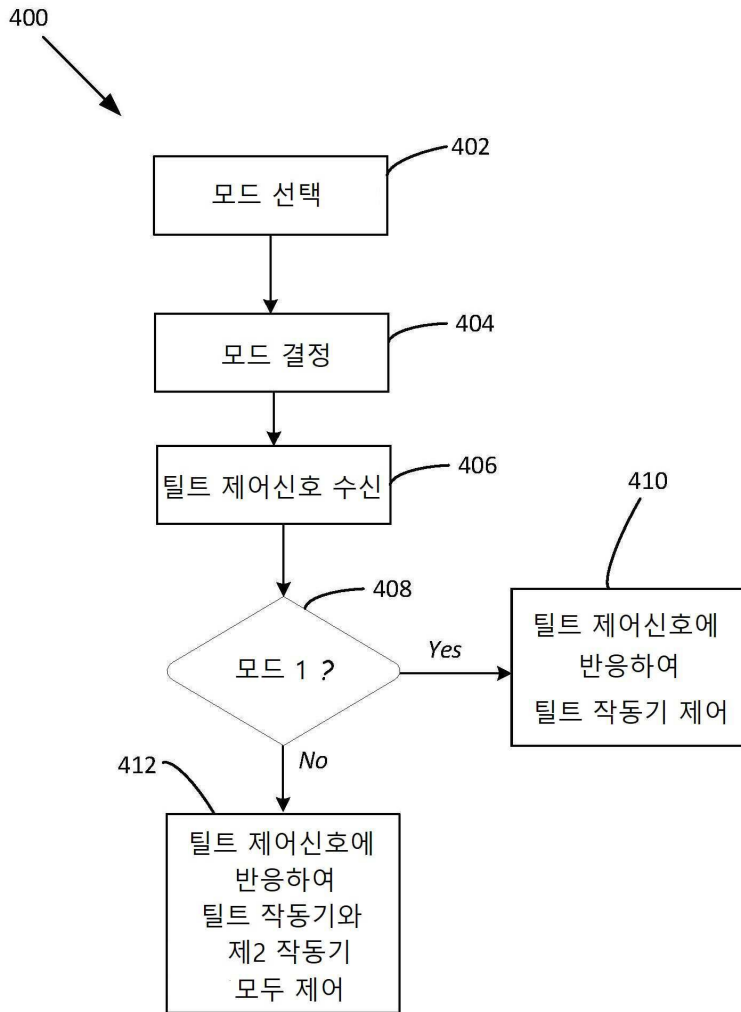 400
402
모드 선택
404
모드 결정
406
틸트 제어신호 수신
408
모드 1 ?
Yes
410
틸트 제어신호에
반응하여
틸트 작동기 제어
No
412
틸트 제어신호에
반응하여
틸트 작동기와
제2 작동기
모두 제어